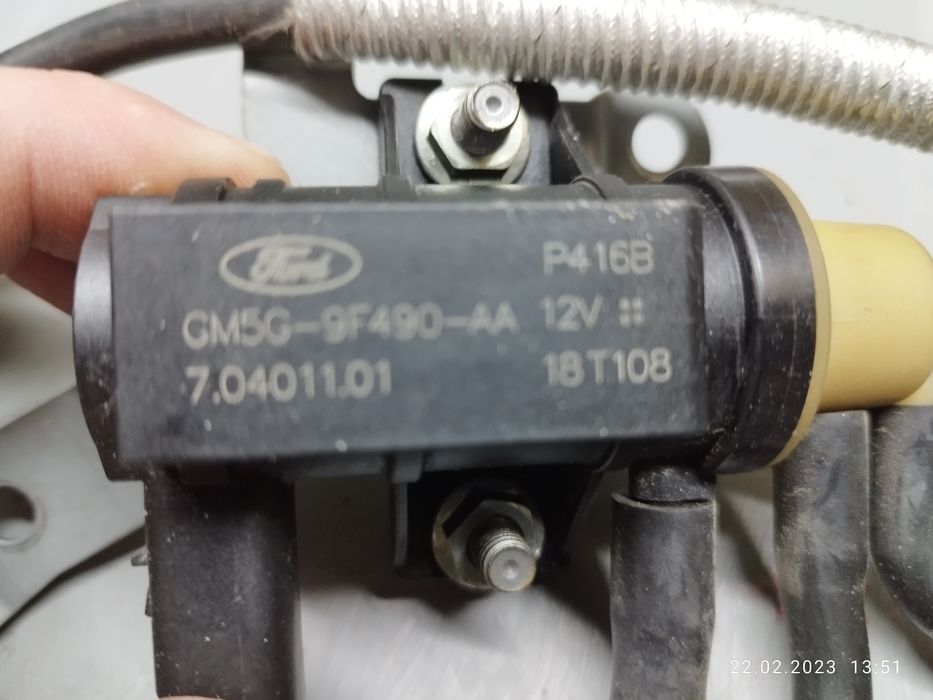 Ford
P416B
GM5G-9F490-AA
12V
7.04011.01
18T108
22.02.2023 13:51